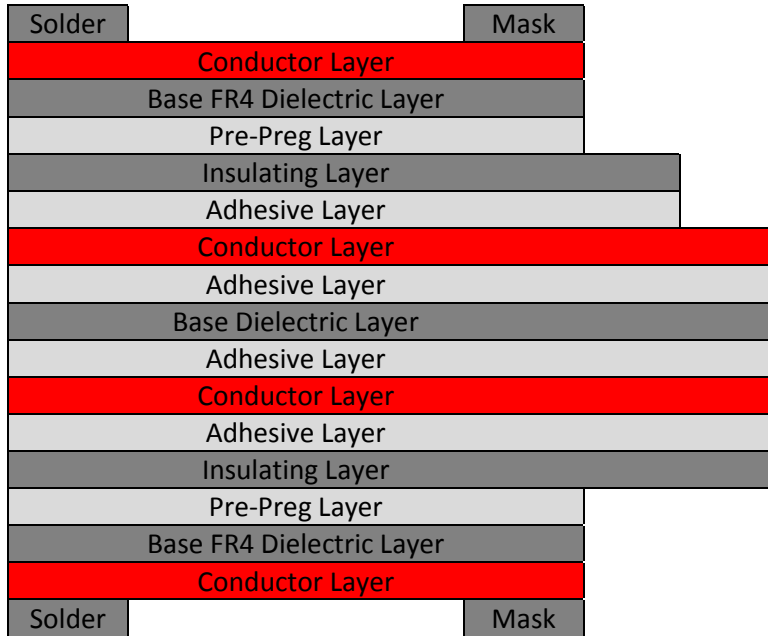 Solder Mask
Conductor Layer
Base FR4 Dielectric Layer
Pre-Preg Layer
Insulating Layer
Adhesive Layer
Conductor Layer
Adhesive Layer
Base Dielectric Layer
Adhesive Layer
Conductor Layer
Adhesive Layer
Insulating Layer
Pre-Preg Layer
Base FR4 Dielectric Layer
Conductor Layer
Solder Mask